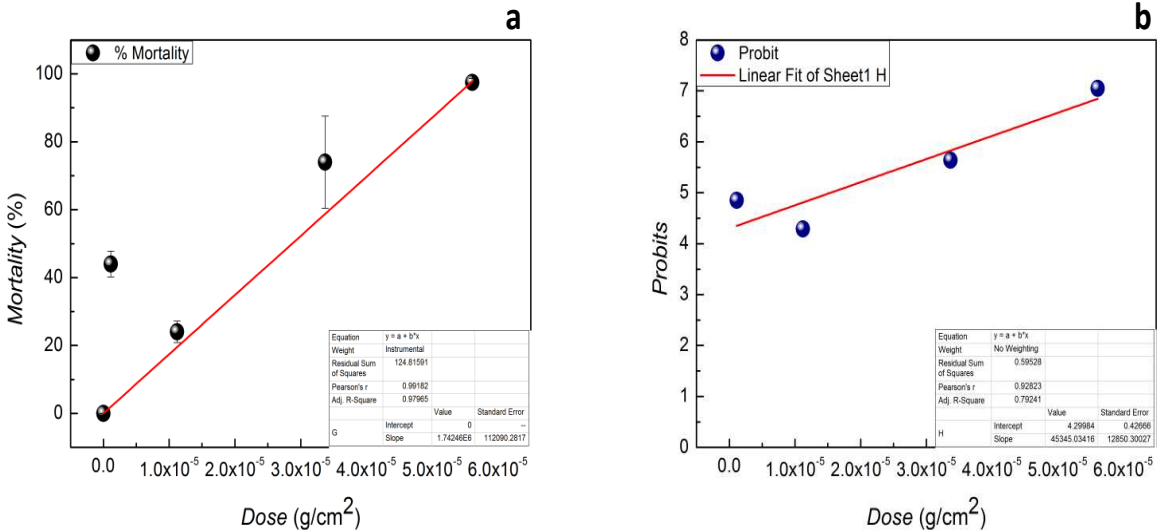 a
% Mortality
Mortality (%)
100
80
60
40
20
0
0.0 1.0x10⁻⁵ 2.0x10⁻⁵ 3.0x10⁻⁵ 4.0x10⁻⁵ 5.0x10⁻⁵ 6.0x10⁻⁵
Dose (g/cm²)
Equation y = a + b*x
Weight Instrumental
Residual Sum of Squares 124.81591
Pearson's r 0.99182
Adj. R-Square 0.97965
Value Standard Error
G Intercept 0 --
Slope 1.74246E6 112090.2817
b
Probit
Linear Fit of Sheet1 H
Probits
8
7
6
5
4
3
2
1
0
0.0 1.0x10⁻⁵ 2.0x10⁻⁵ 3.0x10⁻⁵ 4.0x10⁻⁵ 5.0x10⁻⁵ 6.0x10⁻⁵
Dose (g/cm²)
Equation y = a + b*x
Weight No Weighting
Residual Sum of Squares 0.59528
Pearson's r 0.92823
Adj. R-Square 0.79241
Value Standard Error
H Intercept 4.29984 0.42666
Slope 45345.03416 12850.30027